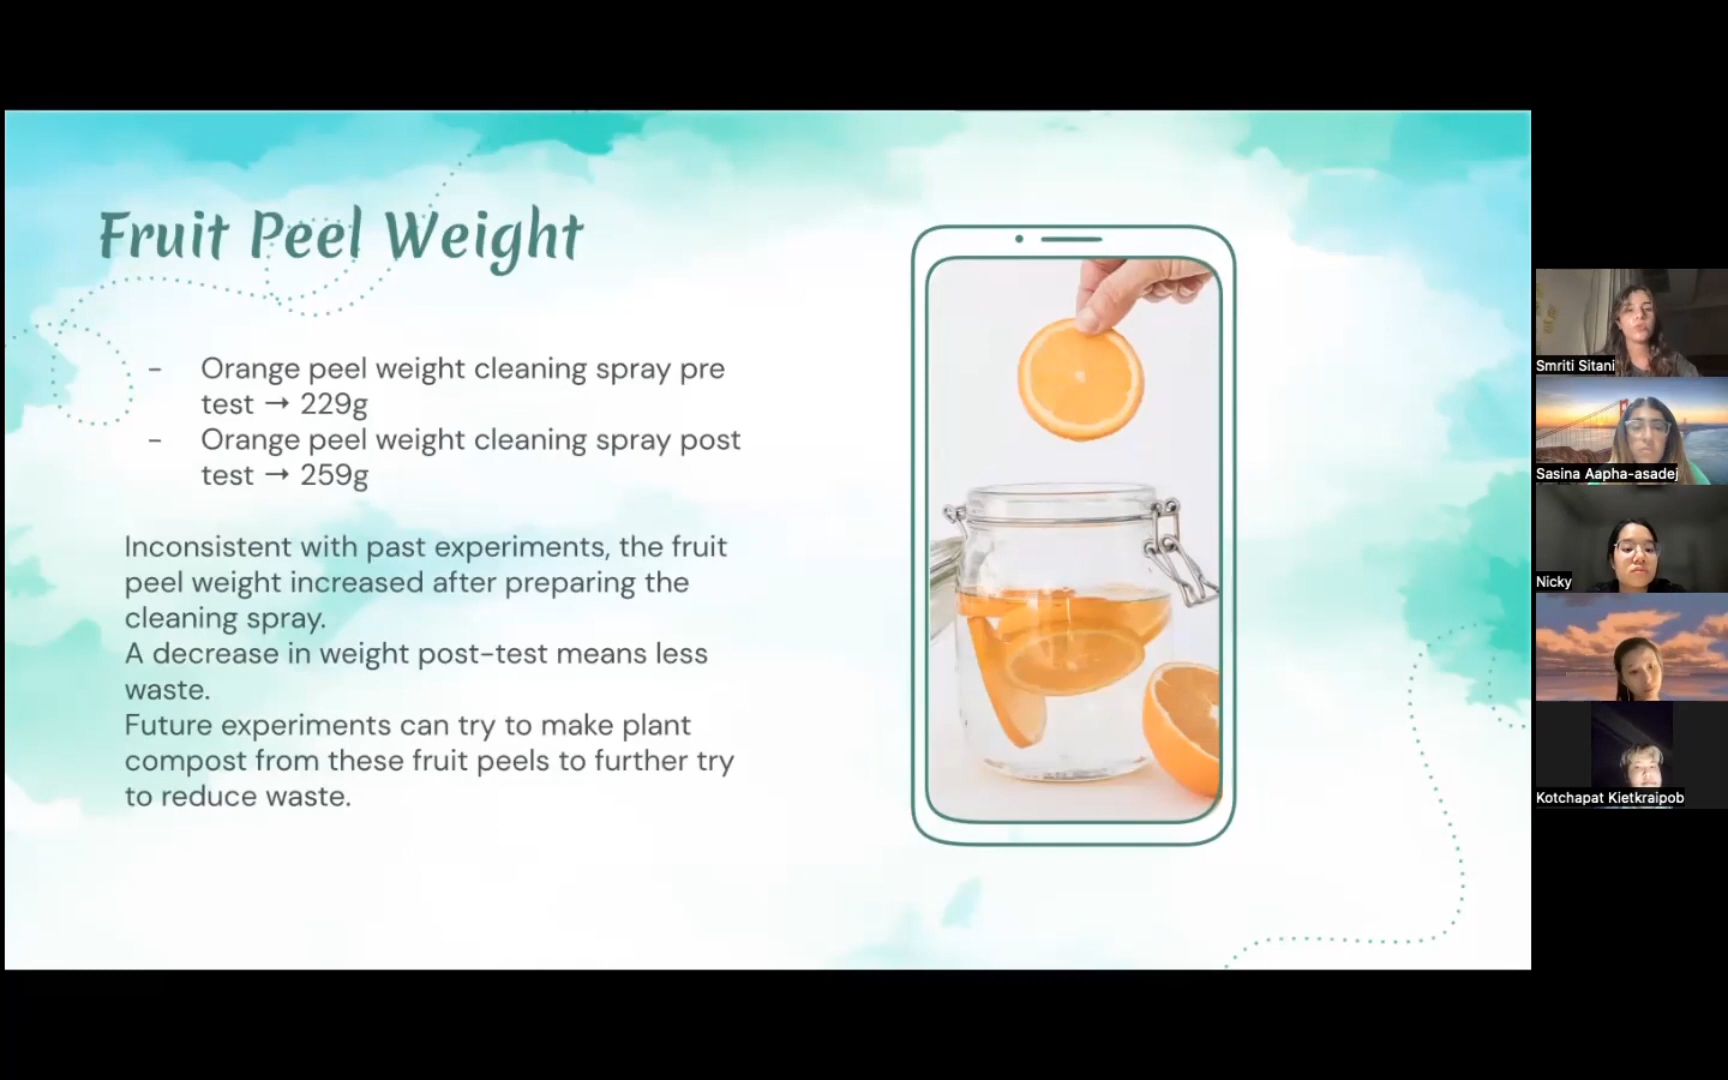 Fruit Peel Weight
- Orange peel weight cleaning spray pre
test → 229g
- Orange peel weight cleaning spray post
test → 259g
Inconsistent with past experiments, the fruit
peel weight increased after preparing the
cleaning spray.
A decrease in weight post-test means less
waste.
Future experiments can try to make plant
compost from these fruit peels to further try
to reduce waste.
Smriti Sitani
Sasina Aapha-asadej
Nicky
Kotchapat Kietkraipob